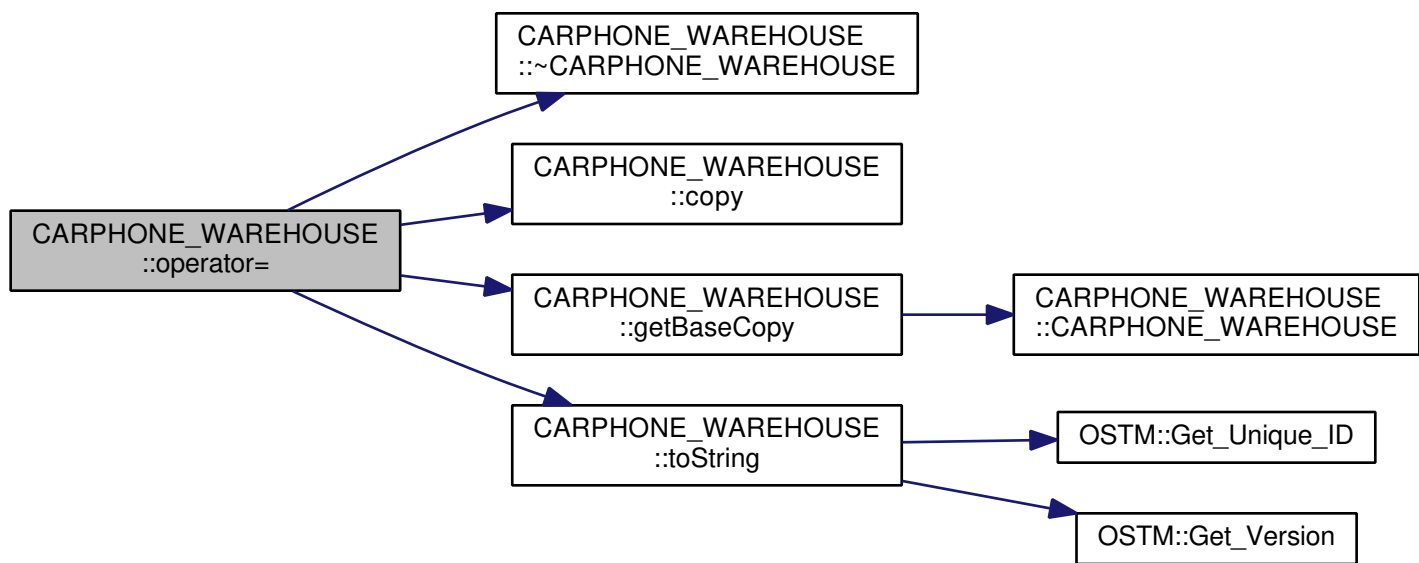 CARPHONE_WAREHOUSE
::~CARPHONE_WAREHOUSE
CARPHONE_WAREHOUSE
::copy
CARPHONE_WAREHOUSE
::operator=
CARPHONE_WAREHOUSE
::getBaseCopy
CARPHONE_WAREHOUSE
::CARPHONE_WAREHOUSE
CARPHONE_WAREHOUSE
::toString
OSTM::Get_Unique_ID
OSTM::Get_Version